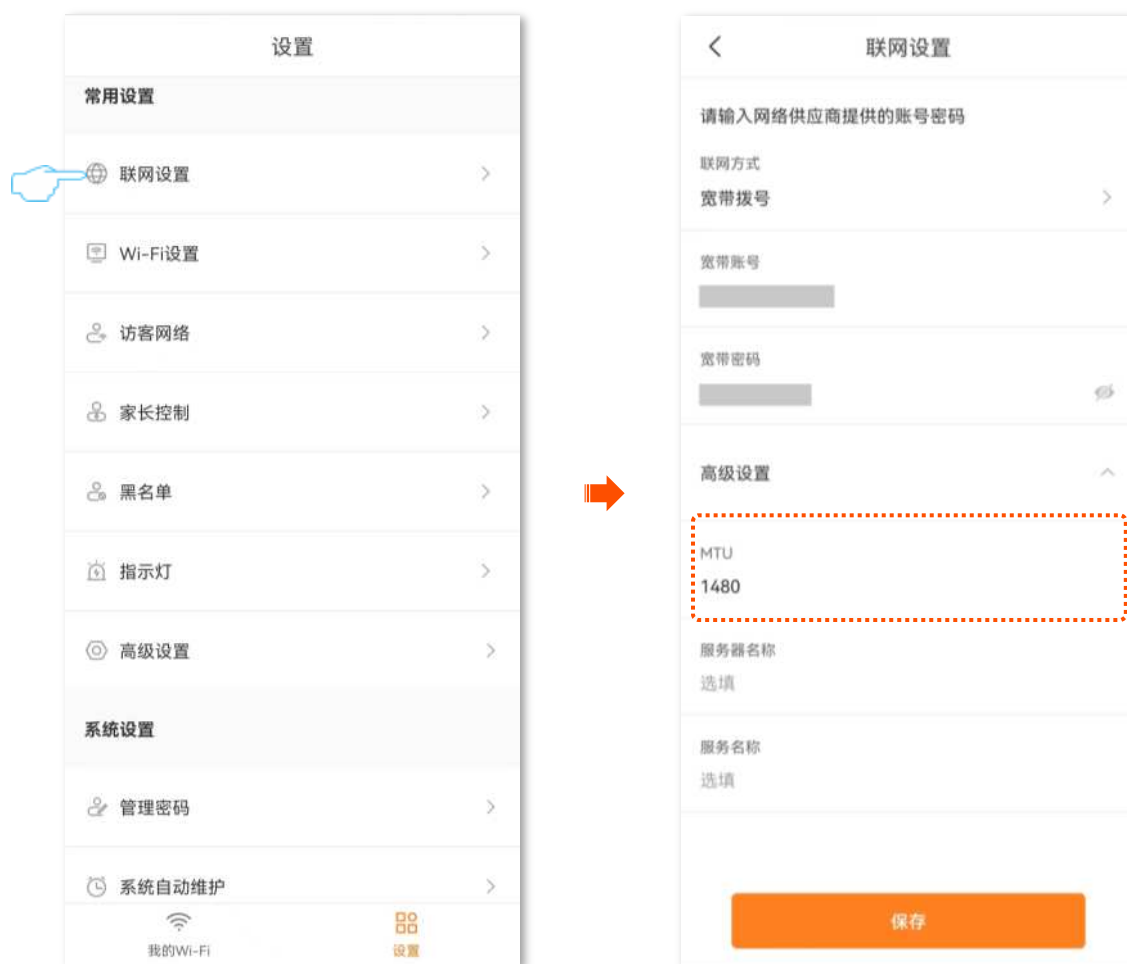 设置
常用设置
联网设置
Wi-Fi设置
访客网络
家长控制
黑名单
指示灯
高级设置
系统设置
管理密码
系统自动维护
我的Wi-Fi
设置
联网设置
请输入网络供应商提供的账号密码
联网方式
宽带拨号
宽带账号
宽带密码
高级设置
MTU
1480
服务器名称
选填
服务名称
选填
保存